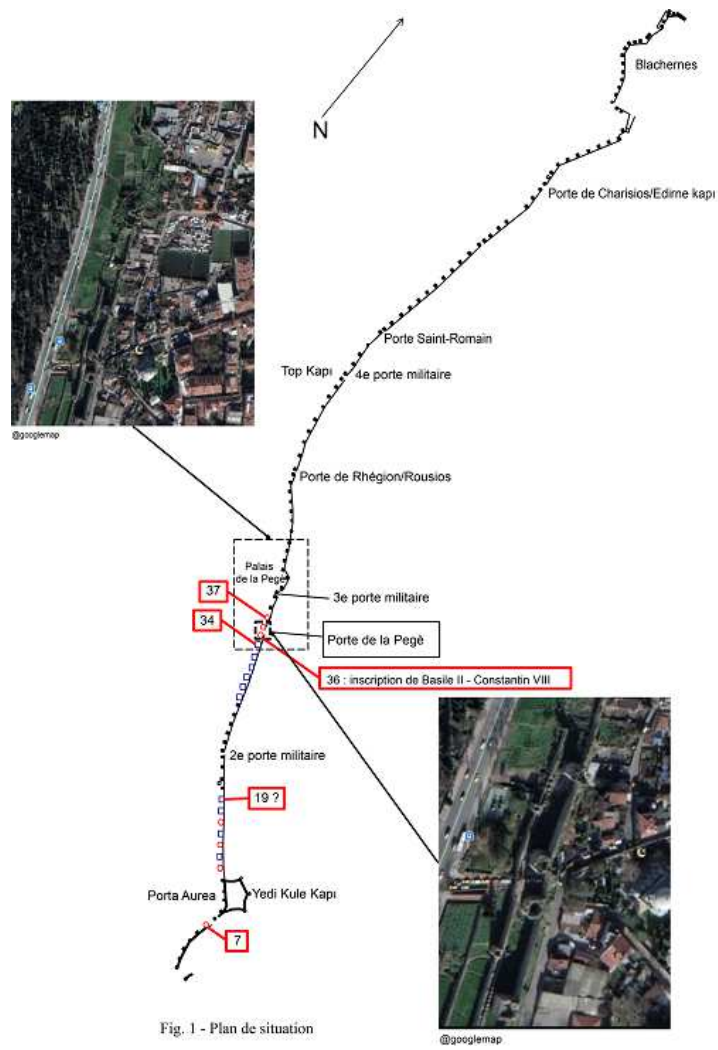 Blachernes
N
Porte de Charisios/Edirne kapı
Porte Saint-Romain
Top Kapı
4e porte militaire
@googlemap
Porte de Rhégion/Rousios
Palais
de la Pegè
37
3e porte militaire
34
Porte de la Pegè
36 : inscription de Basile II - Constantin VIII
2e porte militaire
19 ?
Porta Aurea
Yedi Kule Kapı
7
Fig. 1 - Plan de situation
@googlemap